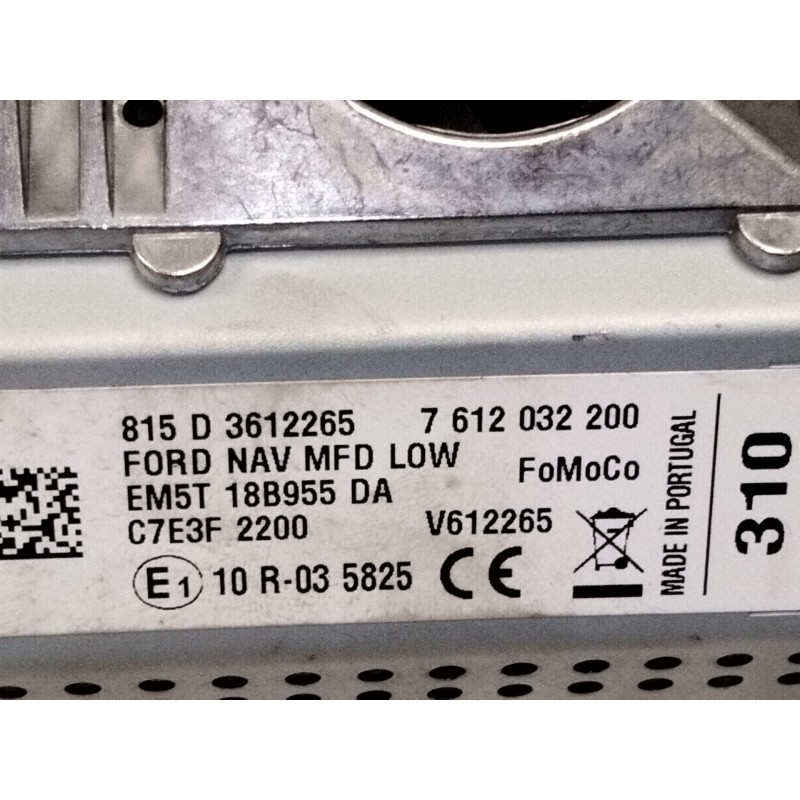 815 D 3612265 7 612 032 200
FORD NAV MFD LOW FoMoCo
EM5T 18B955 DA
C7E3F 2200 V612265
E1 10 R-03 5825 CE
MADE IN PORTUGAL
310